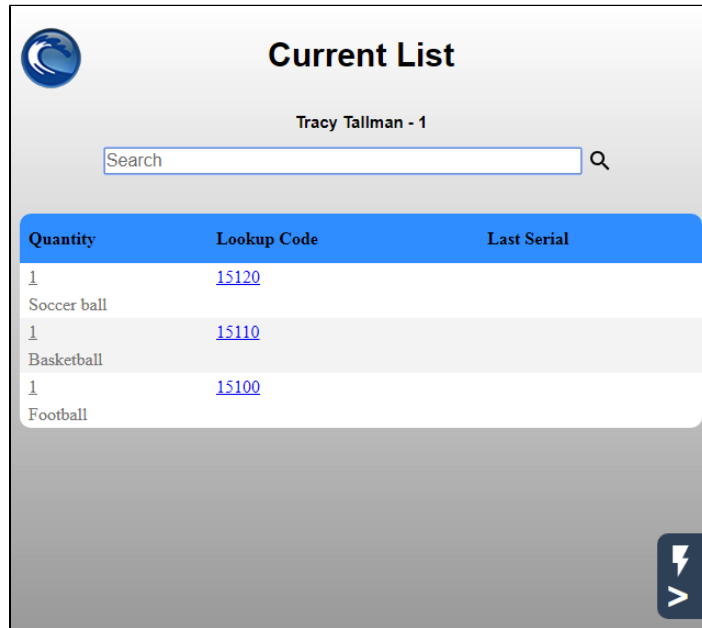 Current List
Tracy Tallman - 1
Search
Quantity Lookup Code Last Serial
1 15120
Soccer ball
1 15110
Basketball
1 15100
Football
>